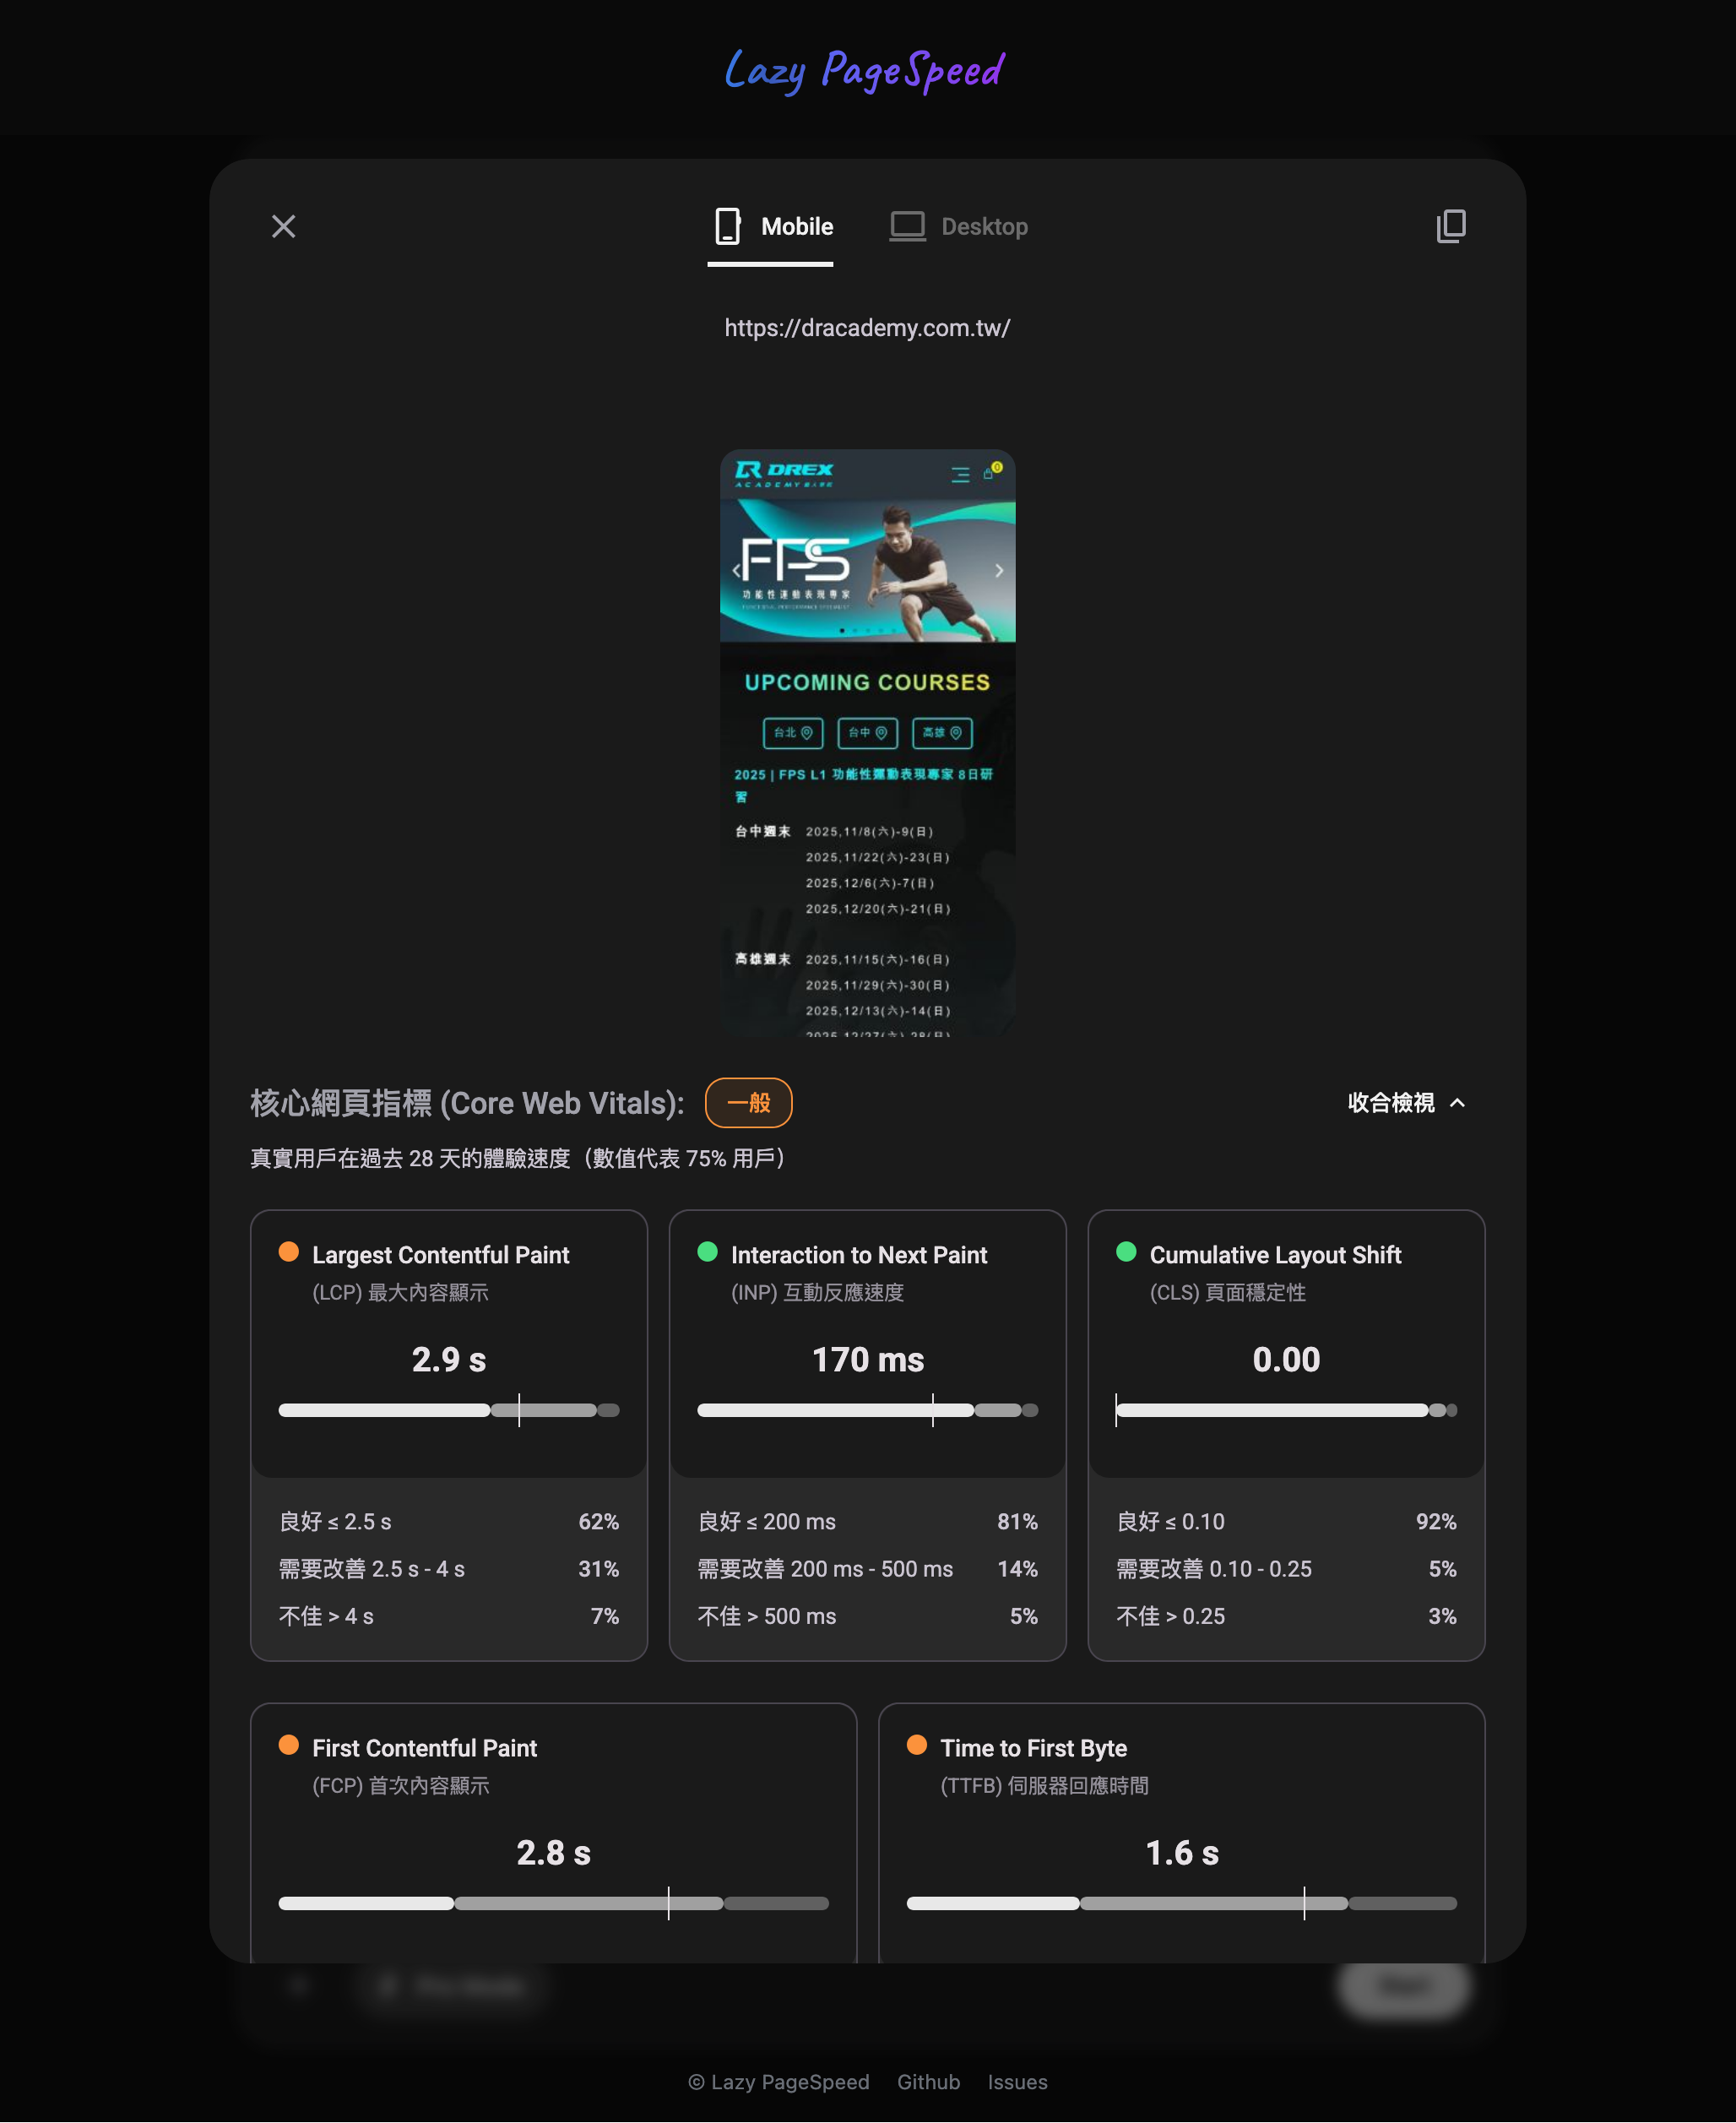 Lazy PageSpeed
Mobile
Desktop
https://dracademy.com.tw/
DREX
ACADEMY
0
FPS
功能性運動表現專家
UPCOMING COURSES
台北
台中
高雄
2025 | FPS L1 功能性運動表現專家 8日研
習
台中週末 2025,11/8(六)-9(日)
2025,11/22(六)-23(日)
2025,12/6(六)-7(日)
2025,12/20(六)-21(日)
高雄週末 2025,11/15(六)-16(日)
2025,11/29(六)-30(日)
2025,12/13(六)-14(日)
2025,12/27(六)-28(日)
核心網頁指標 (Core Web Vitals): 一般
收合檢視
真實用戶在過去 28 天的體驗速度（數值代表 75% 用戶）
Largest Contentful Paint
(LCP) 最大內容顯示
2.9 s
良好 ≤ 2.5 s 62%
需要改善 2.5 s - 4 s 31%
不佳 > 4 s 7%
Interaction to Next Paint
(INP) 互動反應速度
170 ms
良好 ≤ 200 ms 81%
需要改善 200 ms - 500 ms 14%
不佳 > 500 ms 5%
Cumulative Layout Shift
(CLS) 頁面穩定性
0.00
良好 ≤ 0.10 92%
需要改善 0.10 - 0.25 5%
不佳 > 0.25 3%
First Contentful Paint
(FCP) 首次內容顯示
2.8 s
Time to First Byte
(TTFB) 伺服器回應時間
1.6 s
© Lazy PageSpeed Github Issues